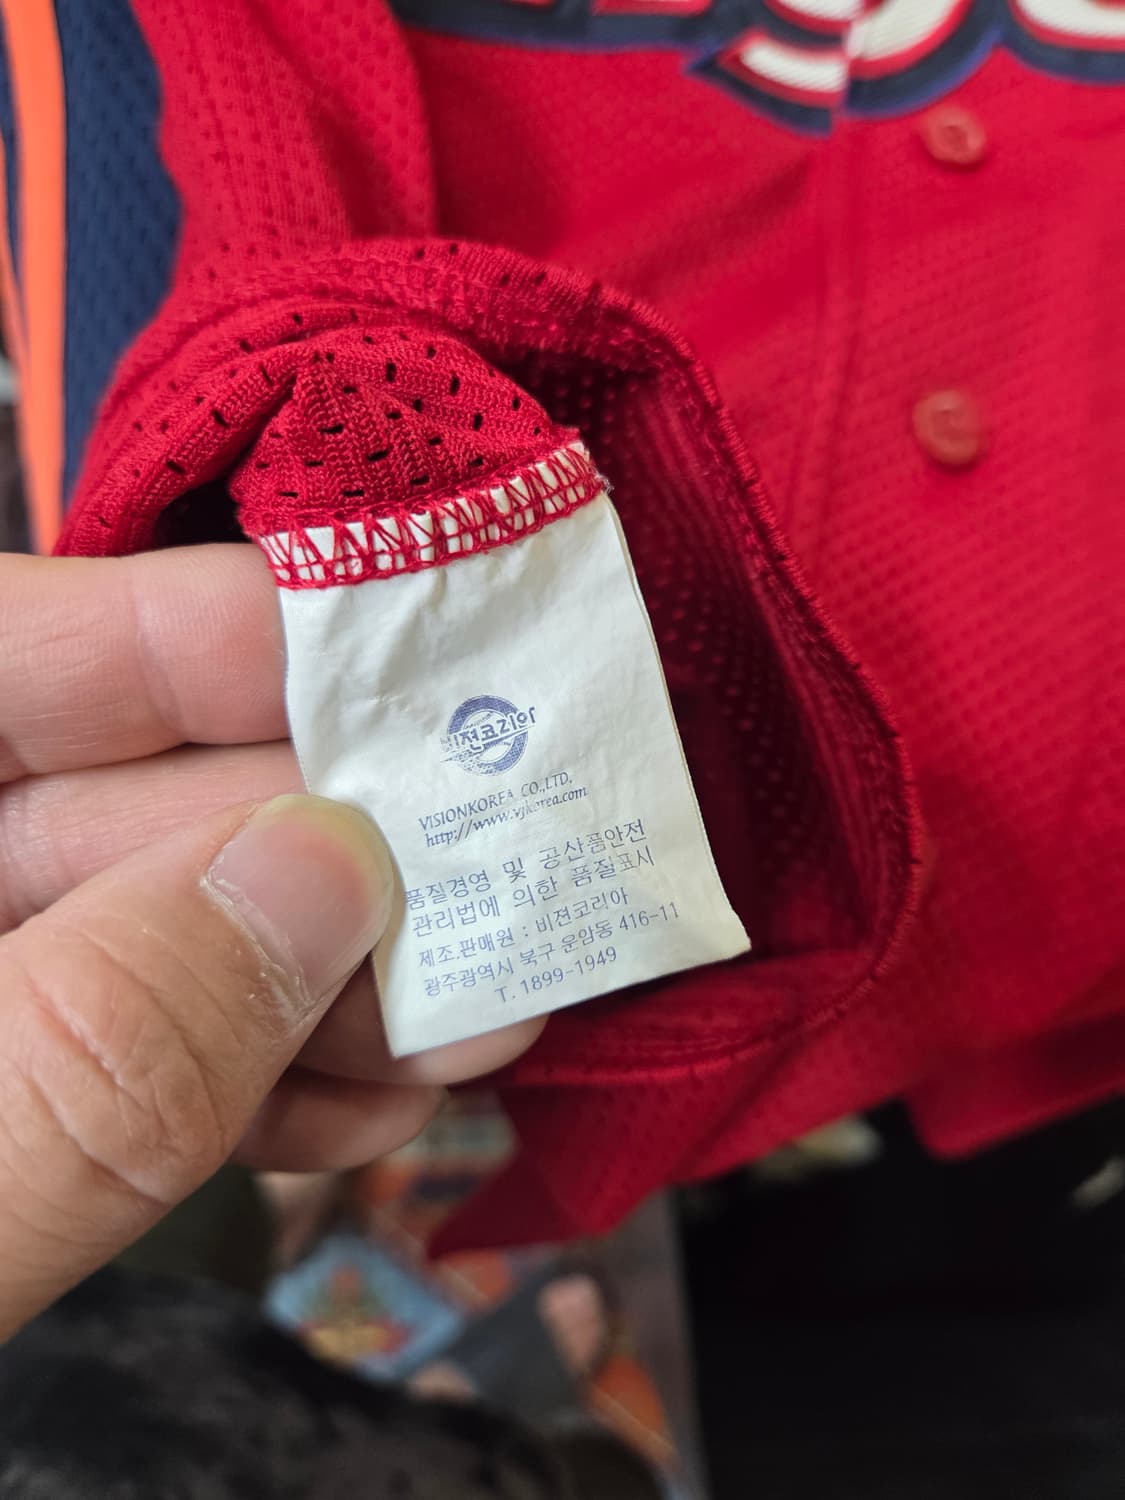 비젼코리아
VISIONKOREA CO.,LTD,
http://www.vjkorea.com
품질경영 및 공산품안전
관리법에 의한 품질표시
제조.판매원 : 비젼코리아
광주광역시 북구 운암동 416-11
T. 1899-1949